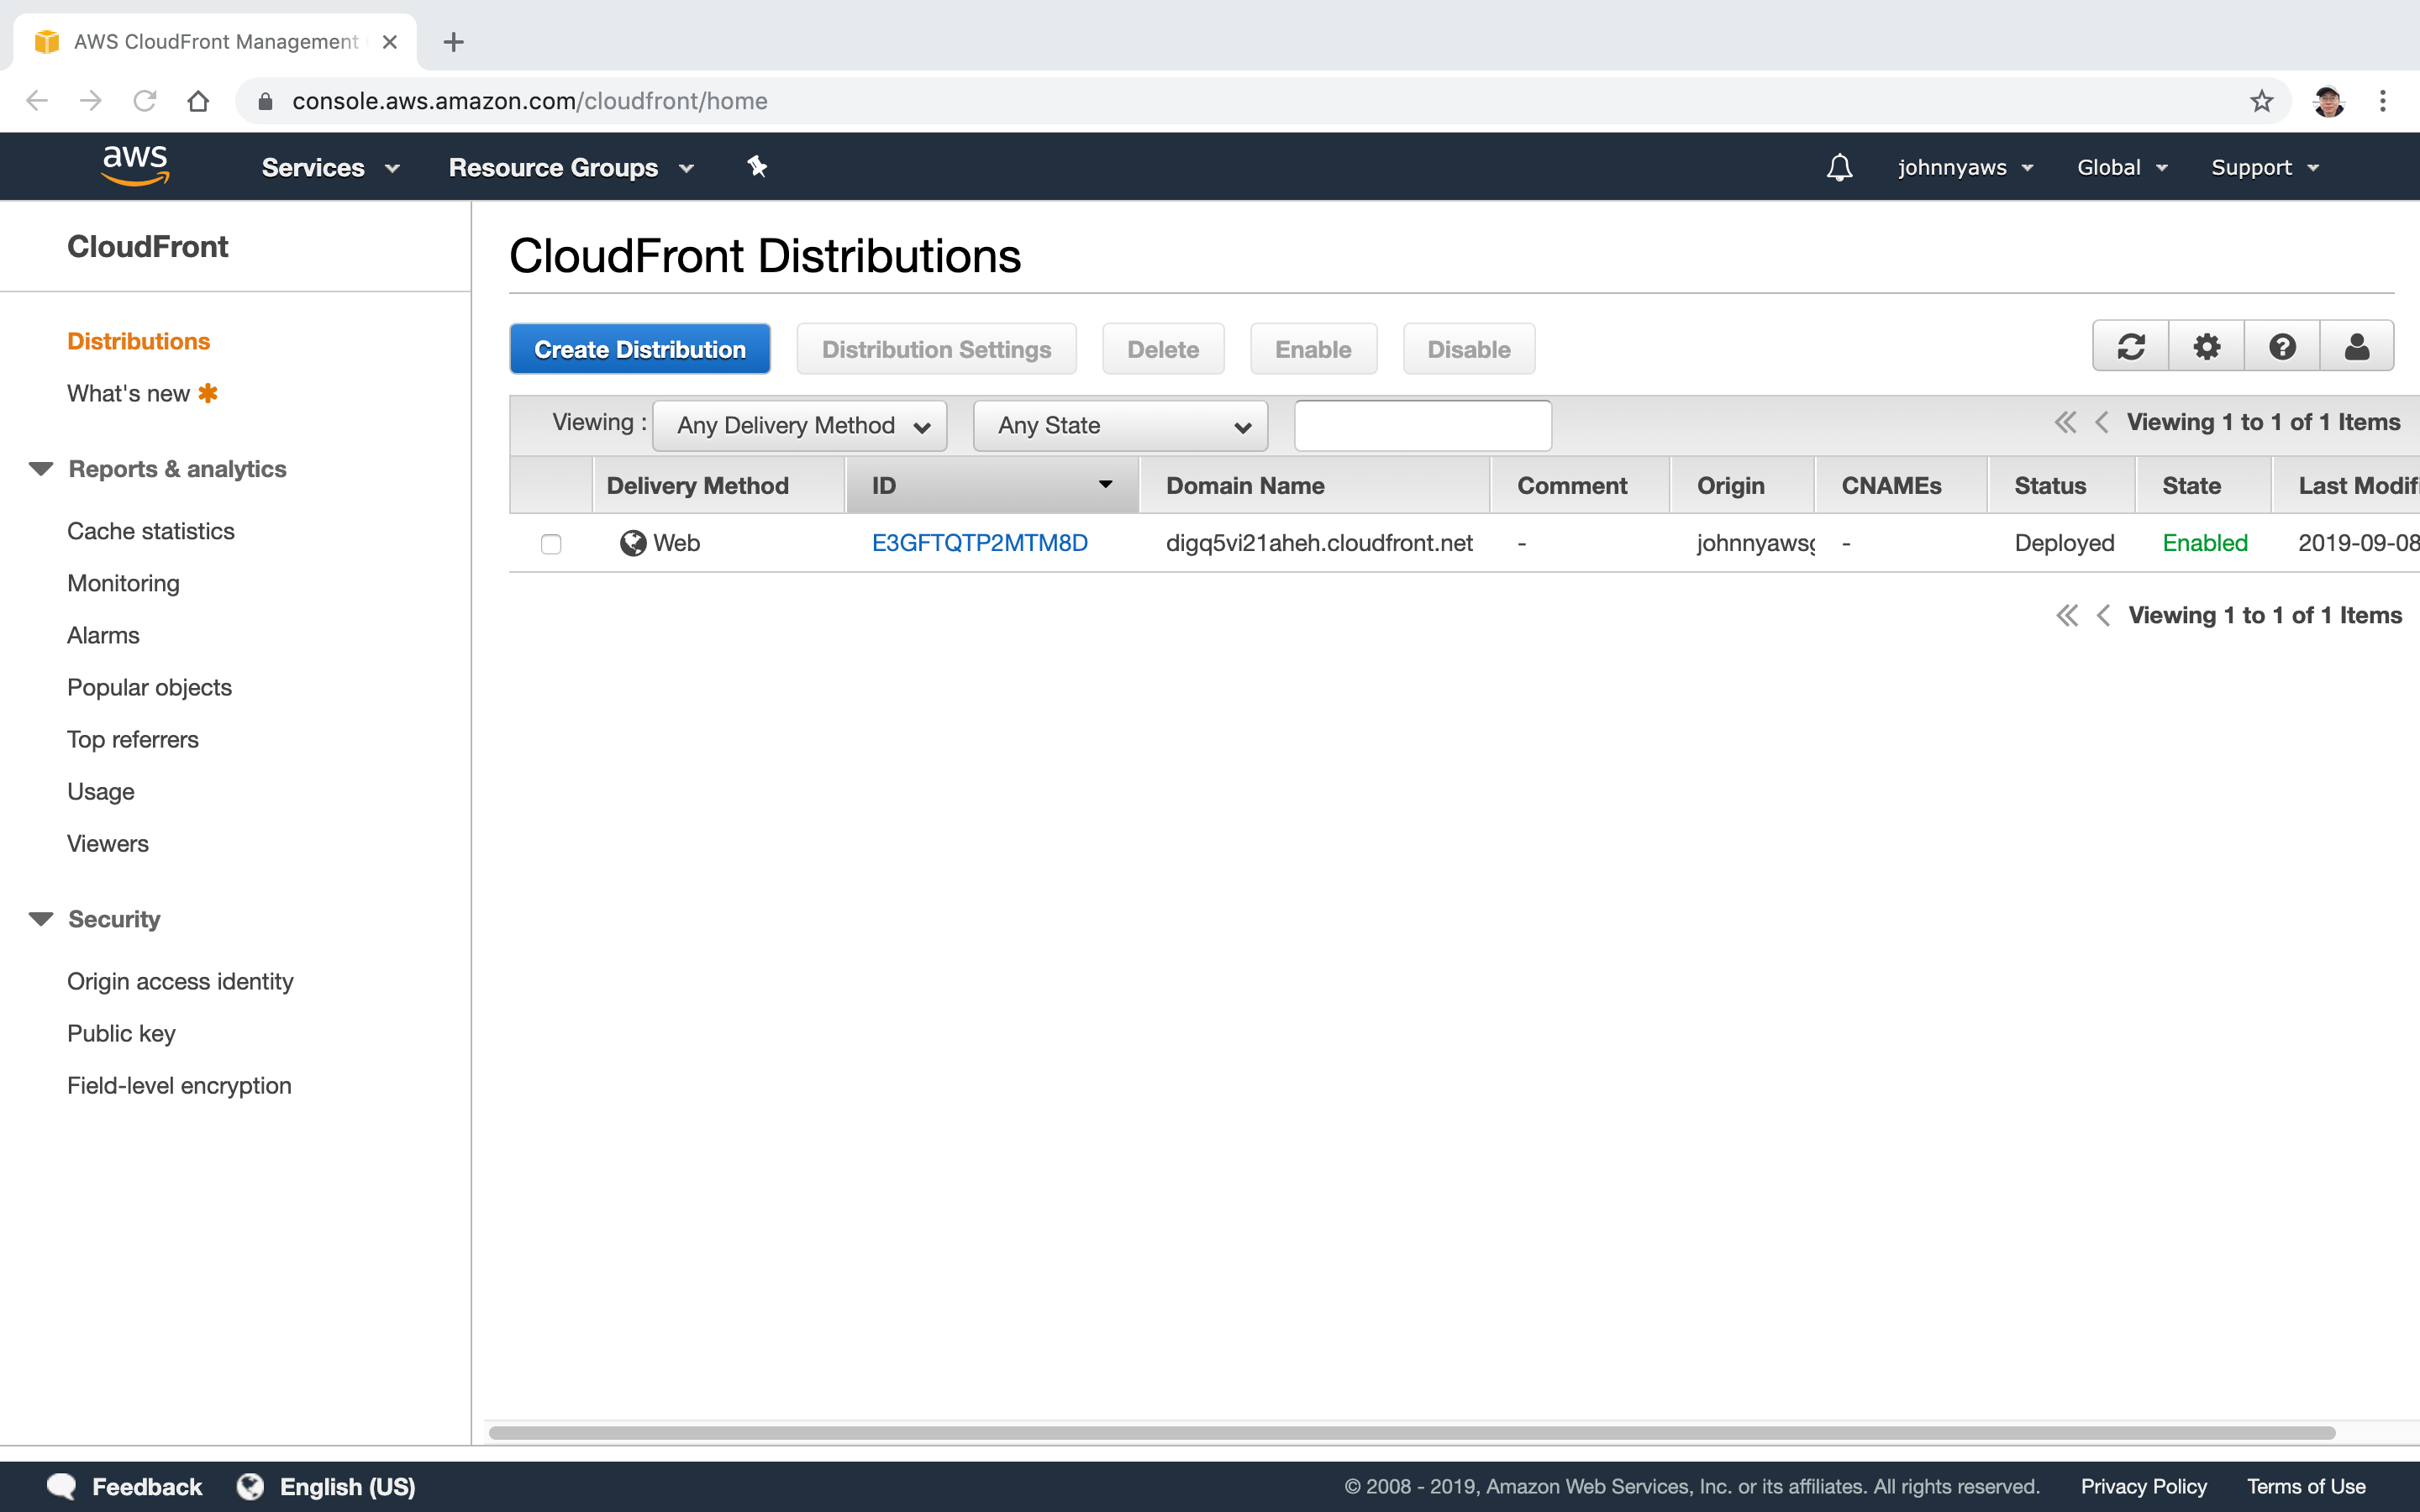 AWS CloudFront Management
console.aws.amazon.com/cloudfront/home
aws Services Resource Groups johnnyaws Global Support
CloudFront
Distributions
What's new
Reports & analytics
Cache statistics
Monitoring
Alarms
Popular objects
Top referrers
Usage
Viewers
Security
Origin access identity
Public key
Field-level encryption
CloudFront Distributions
Create Distribution Distribution Settings Delete Enable Disable
Viewing : Any Delivery Method Any State Viewing 1 to 1 of 1 Items
Delivery Method ID Domain Name Comment Origin CNAMEs Status State Last Modifi
Web E3GFTQTP2MTM8D digq5vi21aheh.cloudfront.net - johnnyaws - Deployed Enabled 2019-09-08
Viewing 1 to 1 of 1 Items
Feedback English (US) © 2008 - 2019, Amazon Web Services, Inc. or its affiliates. All rights reserved. Privacy Policy Terms of Use